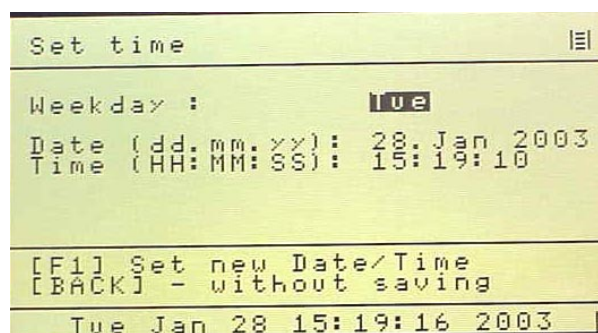 Set time
Weekday : Tue
Date (dd.mm.yy): 28.Jan 2003
Time (HH:MM:SS): 15:19:10
[F1] Set new Date/Time
[BACK] - without saving
Tue Jan 28 15:19:16 2003